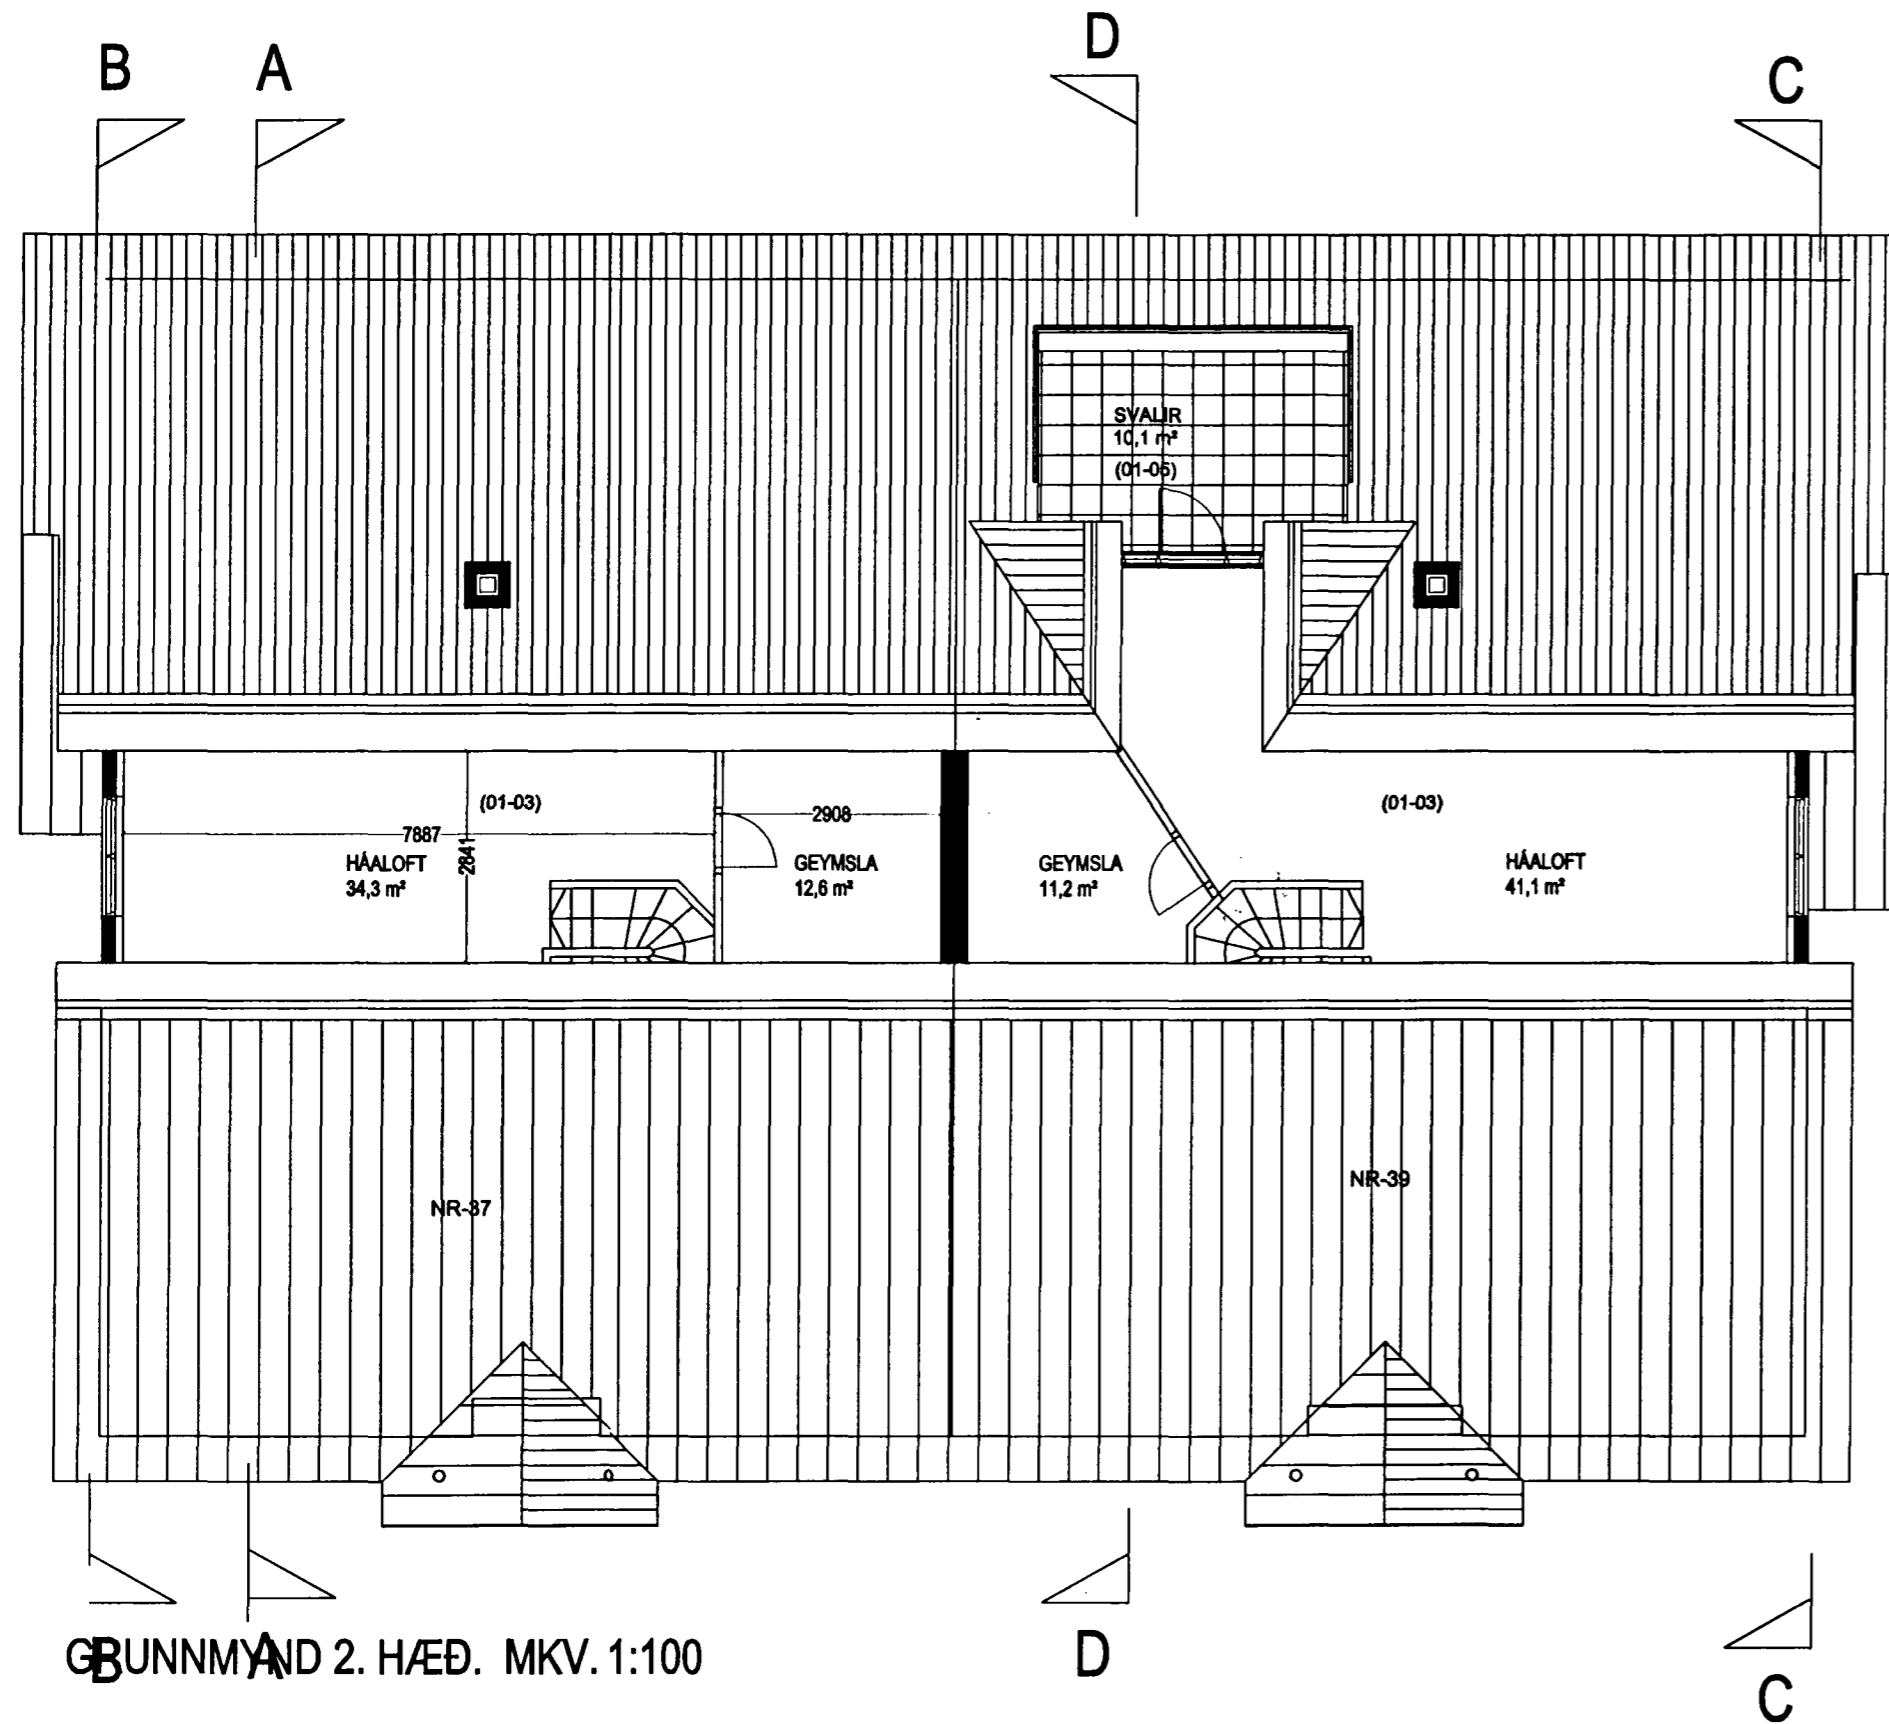 B
A
D
C
SVALIR
10,1 m²
(01-05)
(01-03)
7887
2841
2908
HÁALOFT
34,3 m²
GEYMSLA
12,6 m²
GEYMSLA
11,2 m²
(01-03)
HÁALOFT
41,1 m²
NR-37
NR-39
B
A
D
C
GRUNNMYND 2. HÆÐ. MKV. 1:100